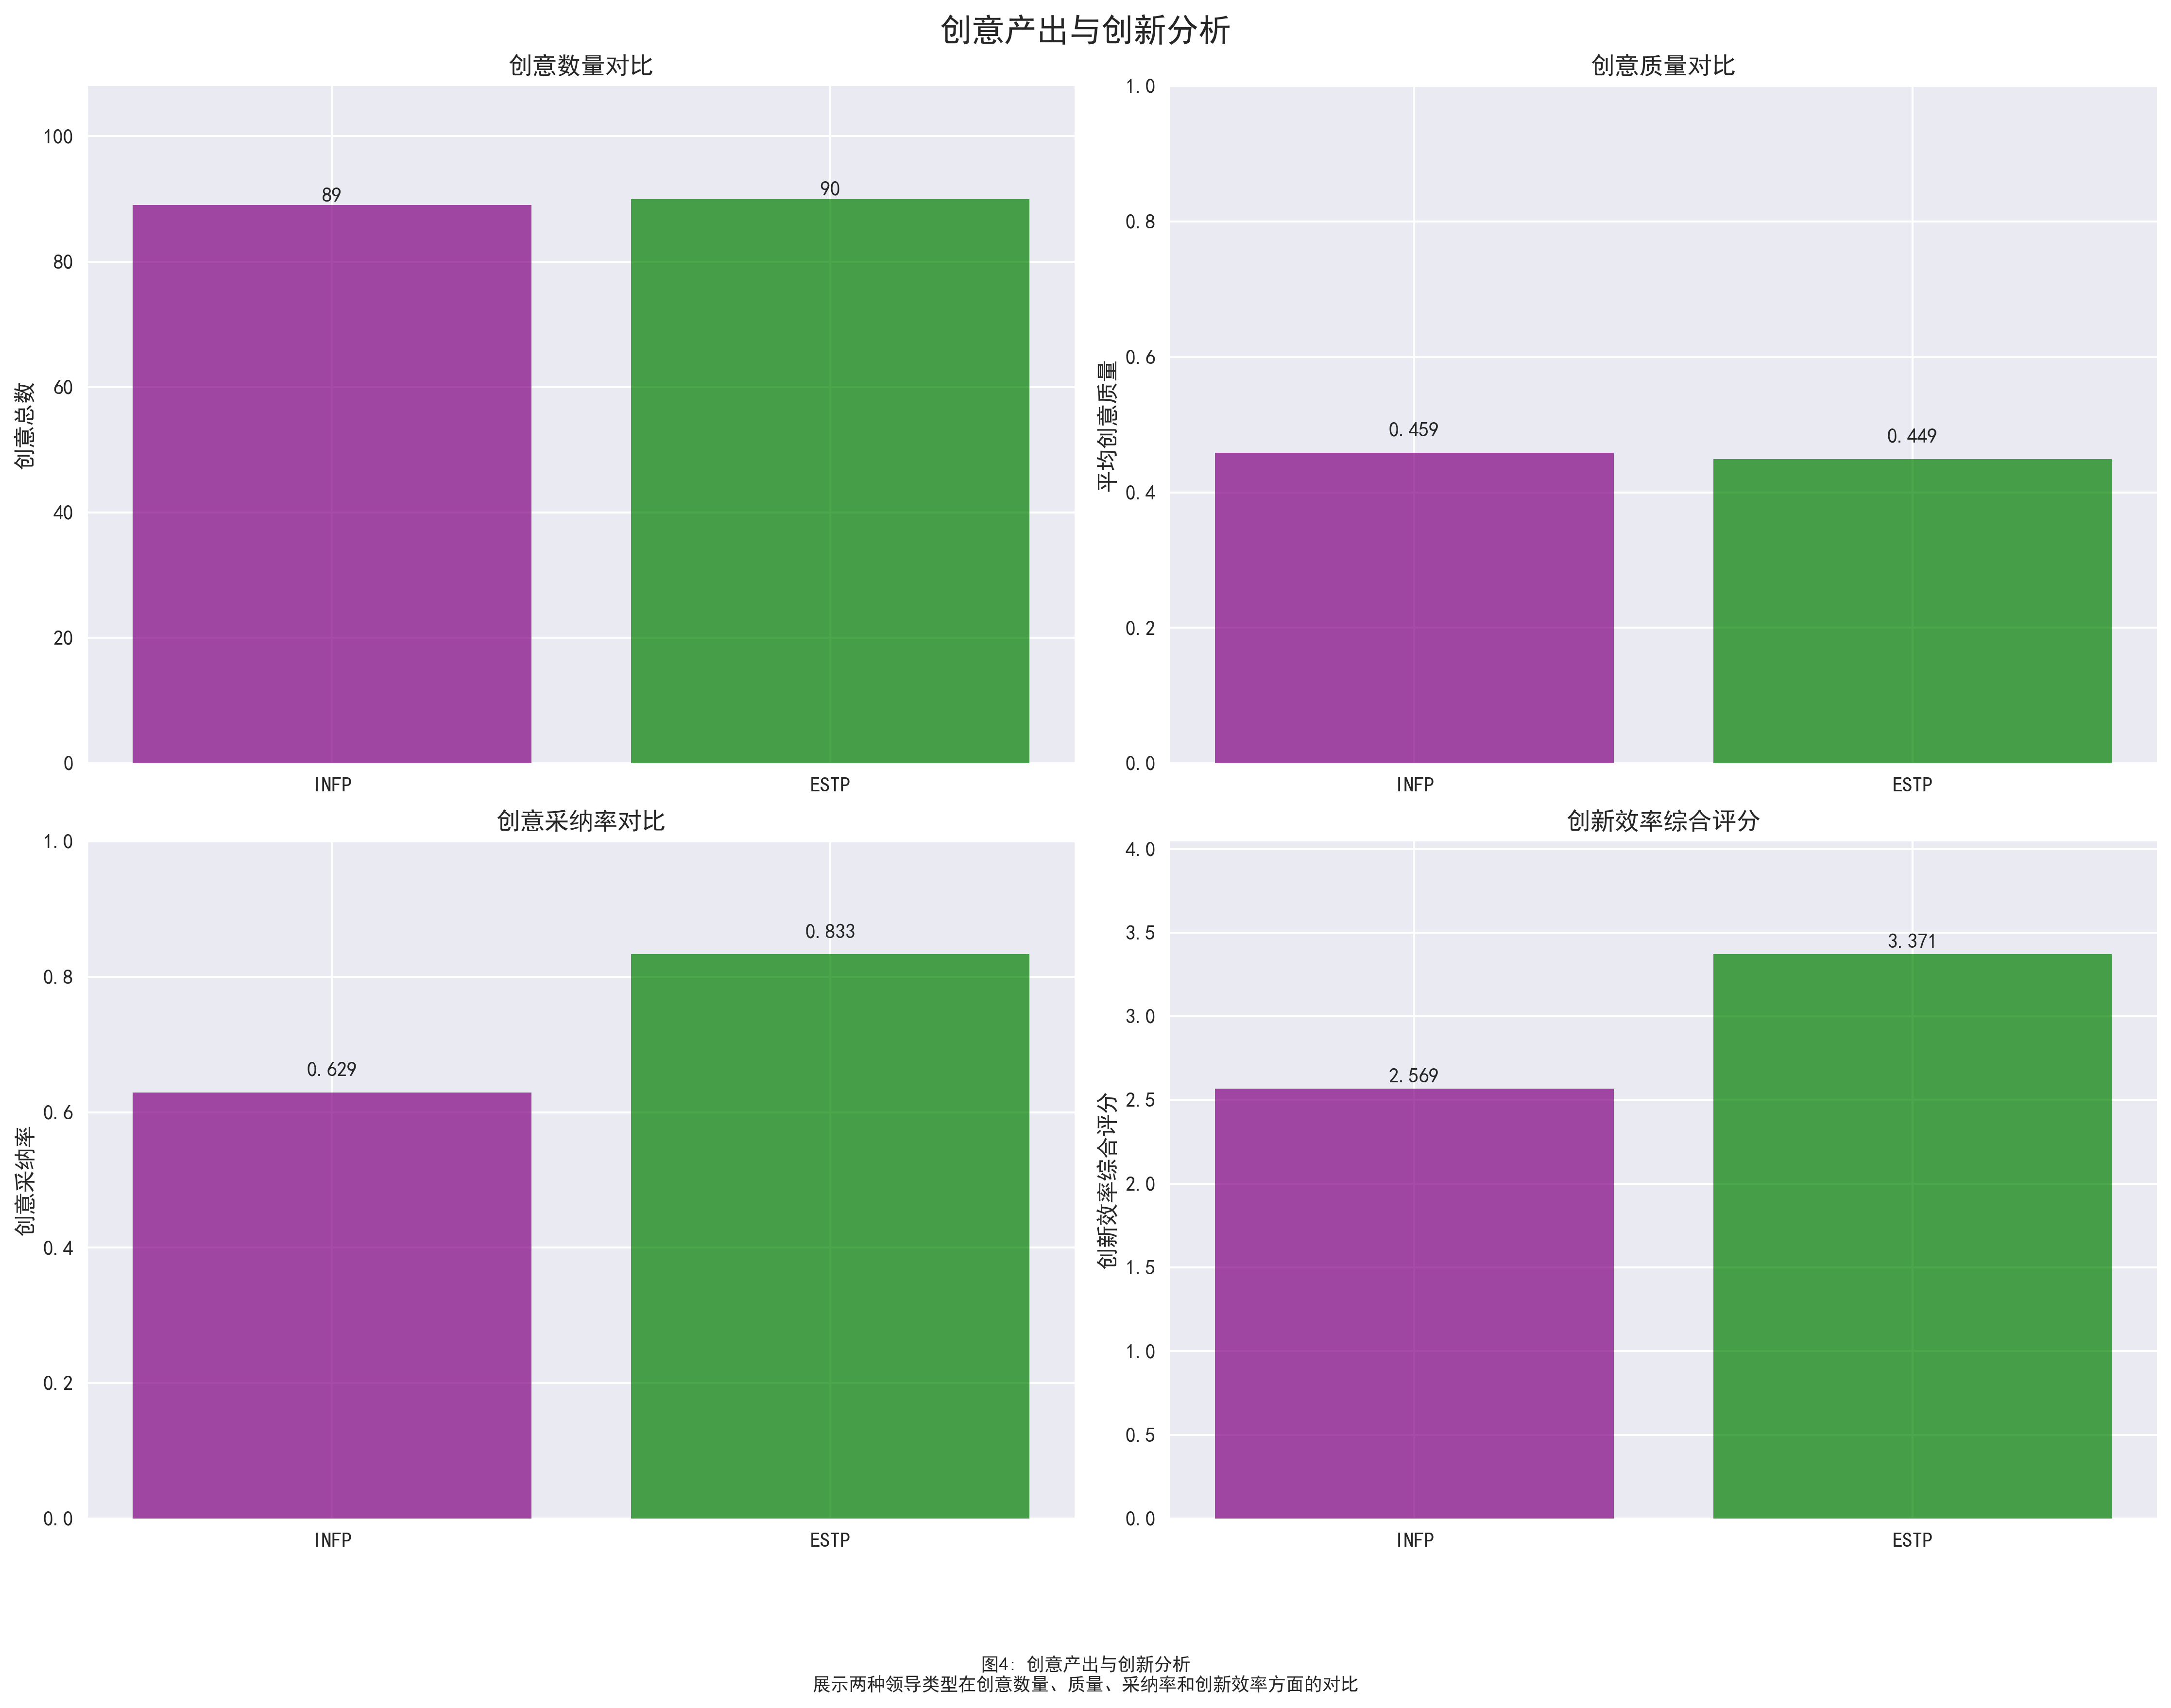 创意产出与创新分析
创意数量对比
创意总数
100
80
60
40
20
0
89
90
INFP
ESTP
创意质量对比
平均创意质量
1.0
0.8
0.6
0.4
0.2
0.0
0.459
0.449
INFP
ESTP
创意采纳率对比
创意采纳率
1.0
0.8
0.6
0.4
0.2
0.0
0.629
0.833
INFP
ESTP
创新效率综合评分
创新效率综合评分
4.0
3.5
3.0
2.5
2.0
1.5
1.0
0.5
0.0
2.569
3.371
INFP
ESTP
图4: 创意产出与创新分析
展示两种领导类型在创意数量、质量、采纳率和创新效率方面的对比